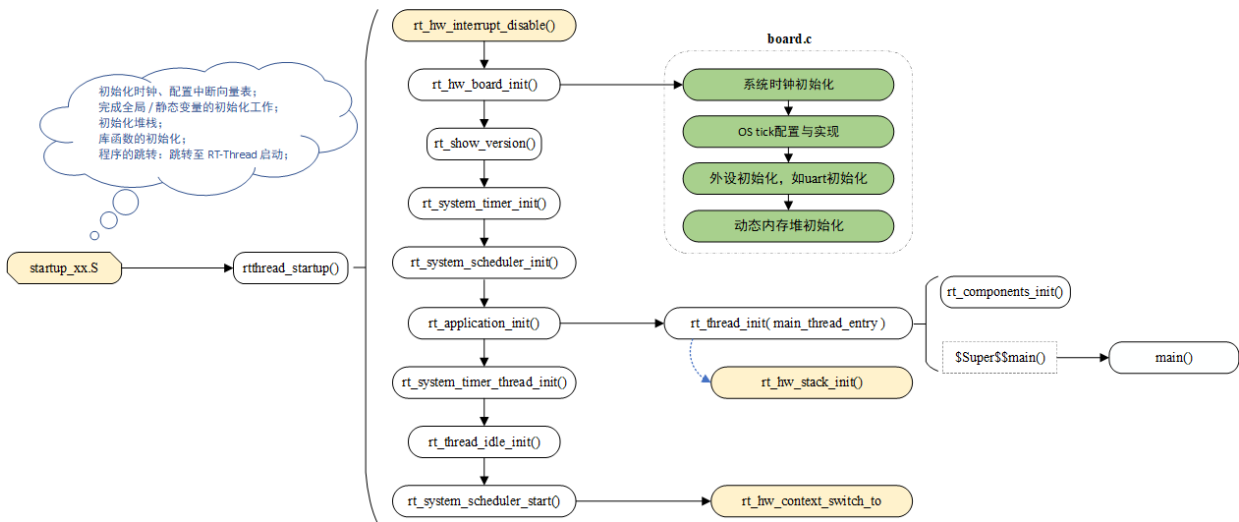 初始化时钟、配置中断向量表；
完成全局 / 静态变量的初始化工作；
初始化堆栈；
库函数的初始化；
程序的跳转：跳转至 RT-Thread 启动；
startup_xx.S
rtthread_startup()
rt_hw_interrupt_disable()
rt_hw_board_init()
rt_show_version()
rt_system_timer_init()
rt_system_scheduler_init()
rt_application_init()
rt_system_timer_thread_init()
rt_thread_idle_init()
rt_system_scheduler_start()
board.c
系统时钟初始化
OS tick配置与实现
外设初始化，如uart初始化
动态内存堆初始化
rt_thread_init( main_thread_entry )
rt_hw_stack_init()
rt_hw_context_switch_to
rt_components_init()
$Super$$main()
main()